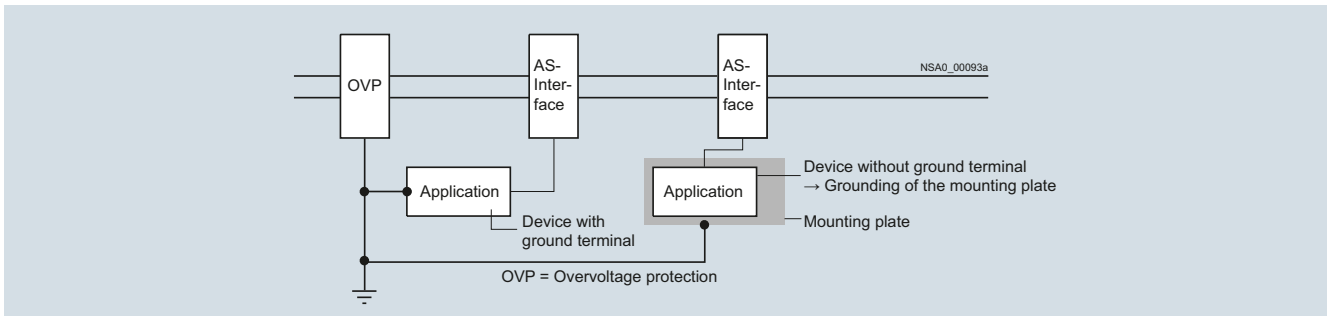 OVP
AS-
Inter-
face
AS-
Inter-
face
NSA0_00093a
Application
Device with
ground terminal
Application
Device without ground terminal
→ Grounding of the mounting plate
Mounting plate
OVP = Overvoltage protection